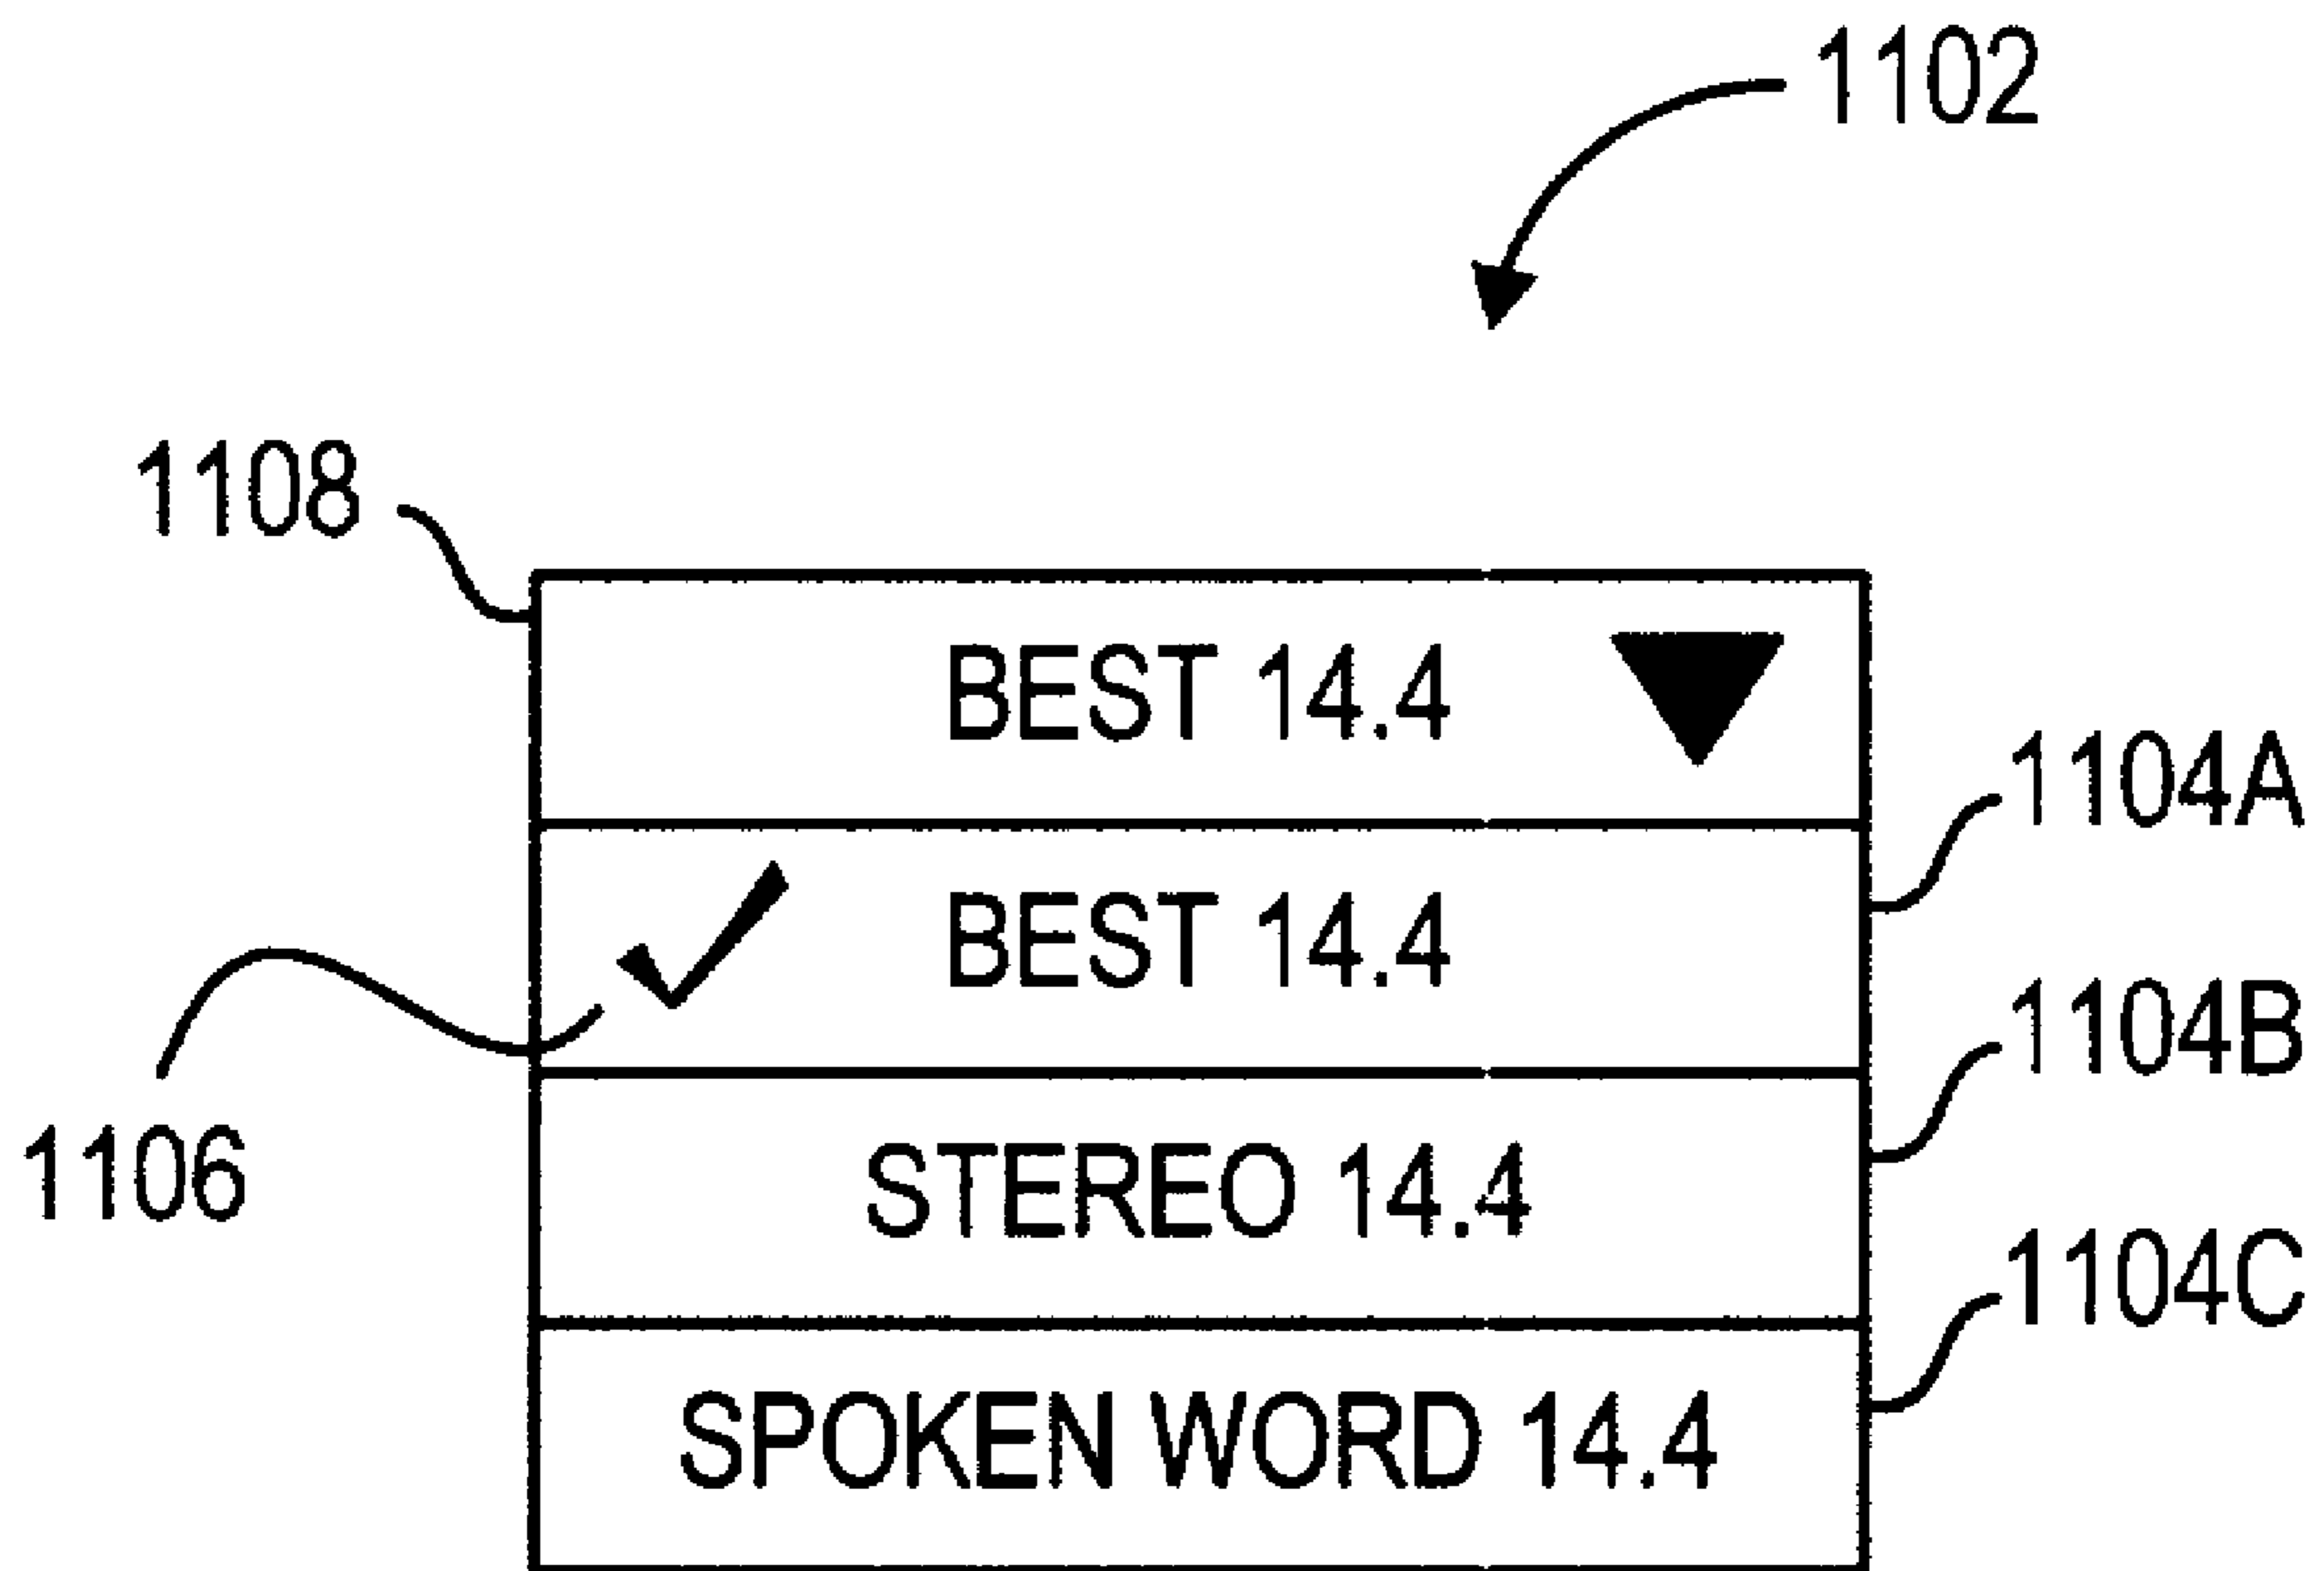 1102
1108
BEST 14.4
1104A
BEST 14.4
1104B
1106
STEREO 14.4
1104C
SPOKEN WORD 14.4